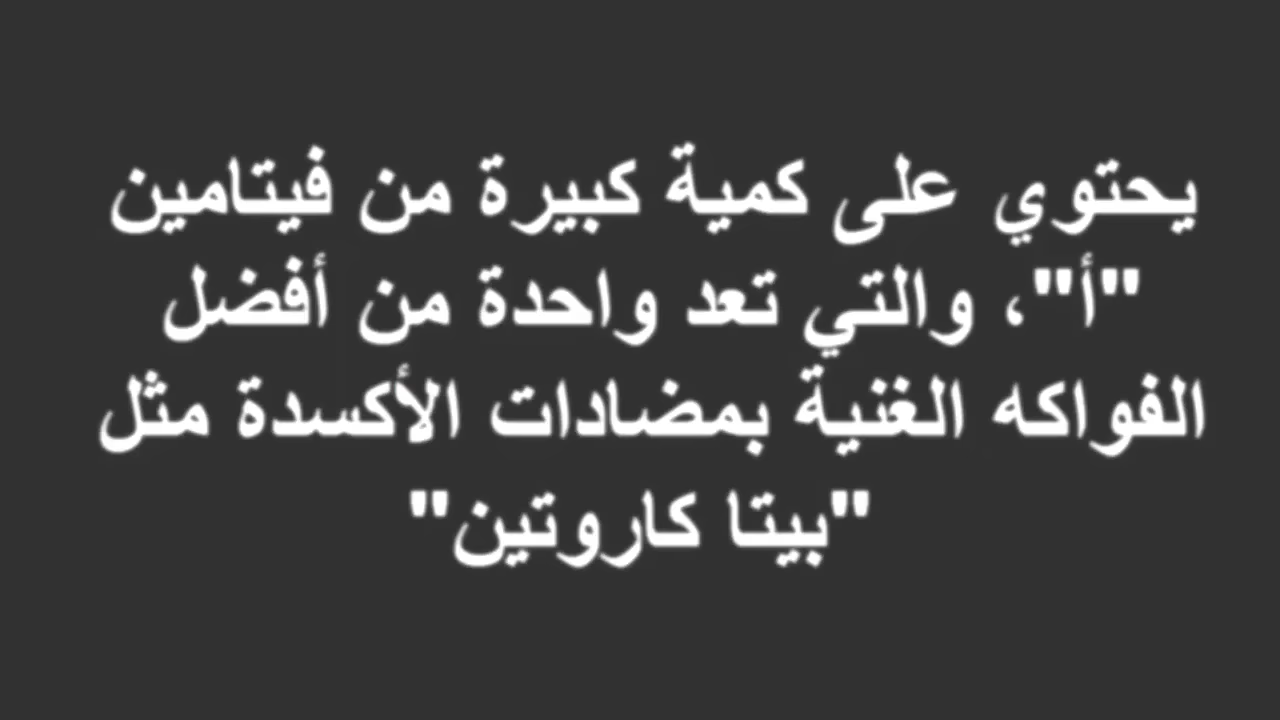 يحتوي على كمية كبيرة من فيتامين
"أ"، والتي تعد واحدة من أفضل
الفواكه الغنية بمضادات الأكسدة مثل
"بيتا كاروتين"